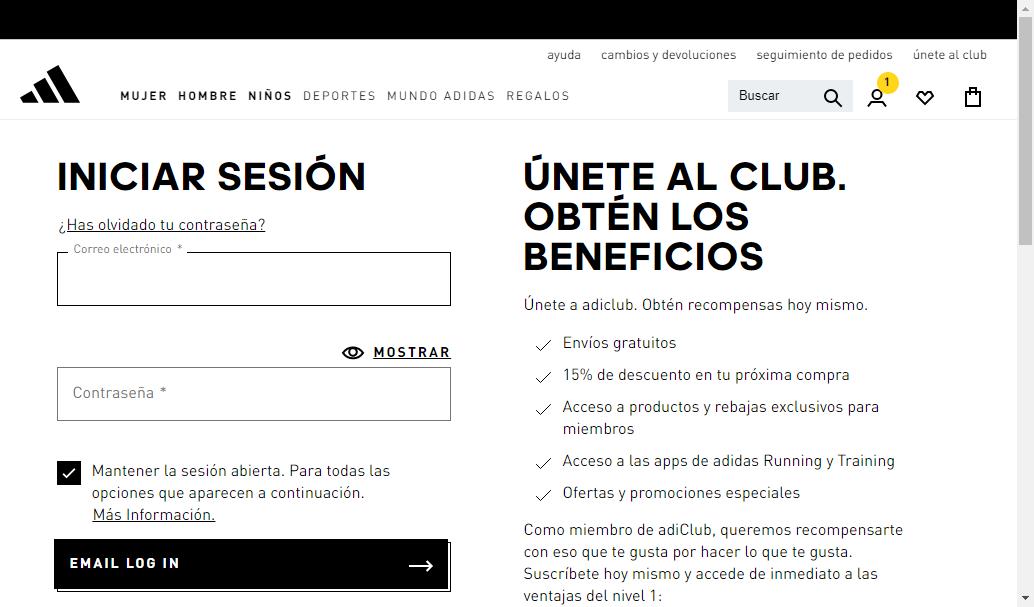 ayuda cambios y devoluciones seguimiento de pedidos únete al club
MUJER HOMBRE NIÑOS DEPORTES MUNDO ADIDAS REGALOS
Buscar
1
INICIAR SESIÓN
¿Has olvidado tu contraseña?
Correo electrónico *
MOSTRAR
Contraseña *
Mantener la sesión abierta. Para todas las
opciones que aparecen a continuación.
Más Información.
EMAIL LOG IN
ÚNETE AL CLUB.
OBTÉN LOS
BENEFICIOS
Únete a adiclub. Obtén recompensas hoy mismo.
Envíos gratuitos
15% de descuento en tu próxima compra
Acceso a productos y rebajas exclusivos para
miembros
Acceso a las apps de adidas Running y Training
Ofertas y promociones especiales
Como miembro de adiClub, queremos recompensarte
con eso que te gusta por hacer lo que te gusta.
Suscríbete hoy mismo y accede de inmediato a las
ventajas del nivel 1: